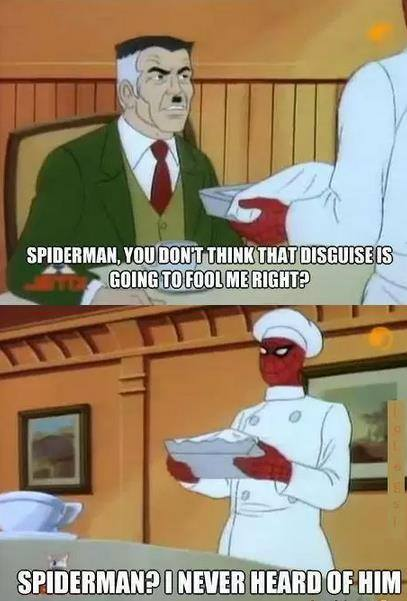 SPIDERMAN, YOU DON'T THINK THAT DISGUISE IS
GOING TO FOOL ME RIGHT?
SPIDERMAN? I NEVER HEARD OF HIM